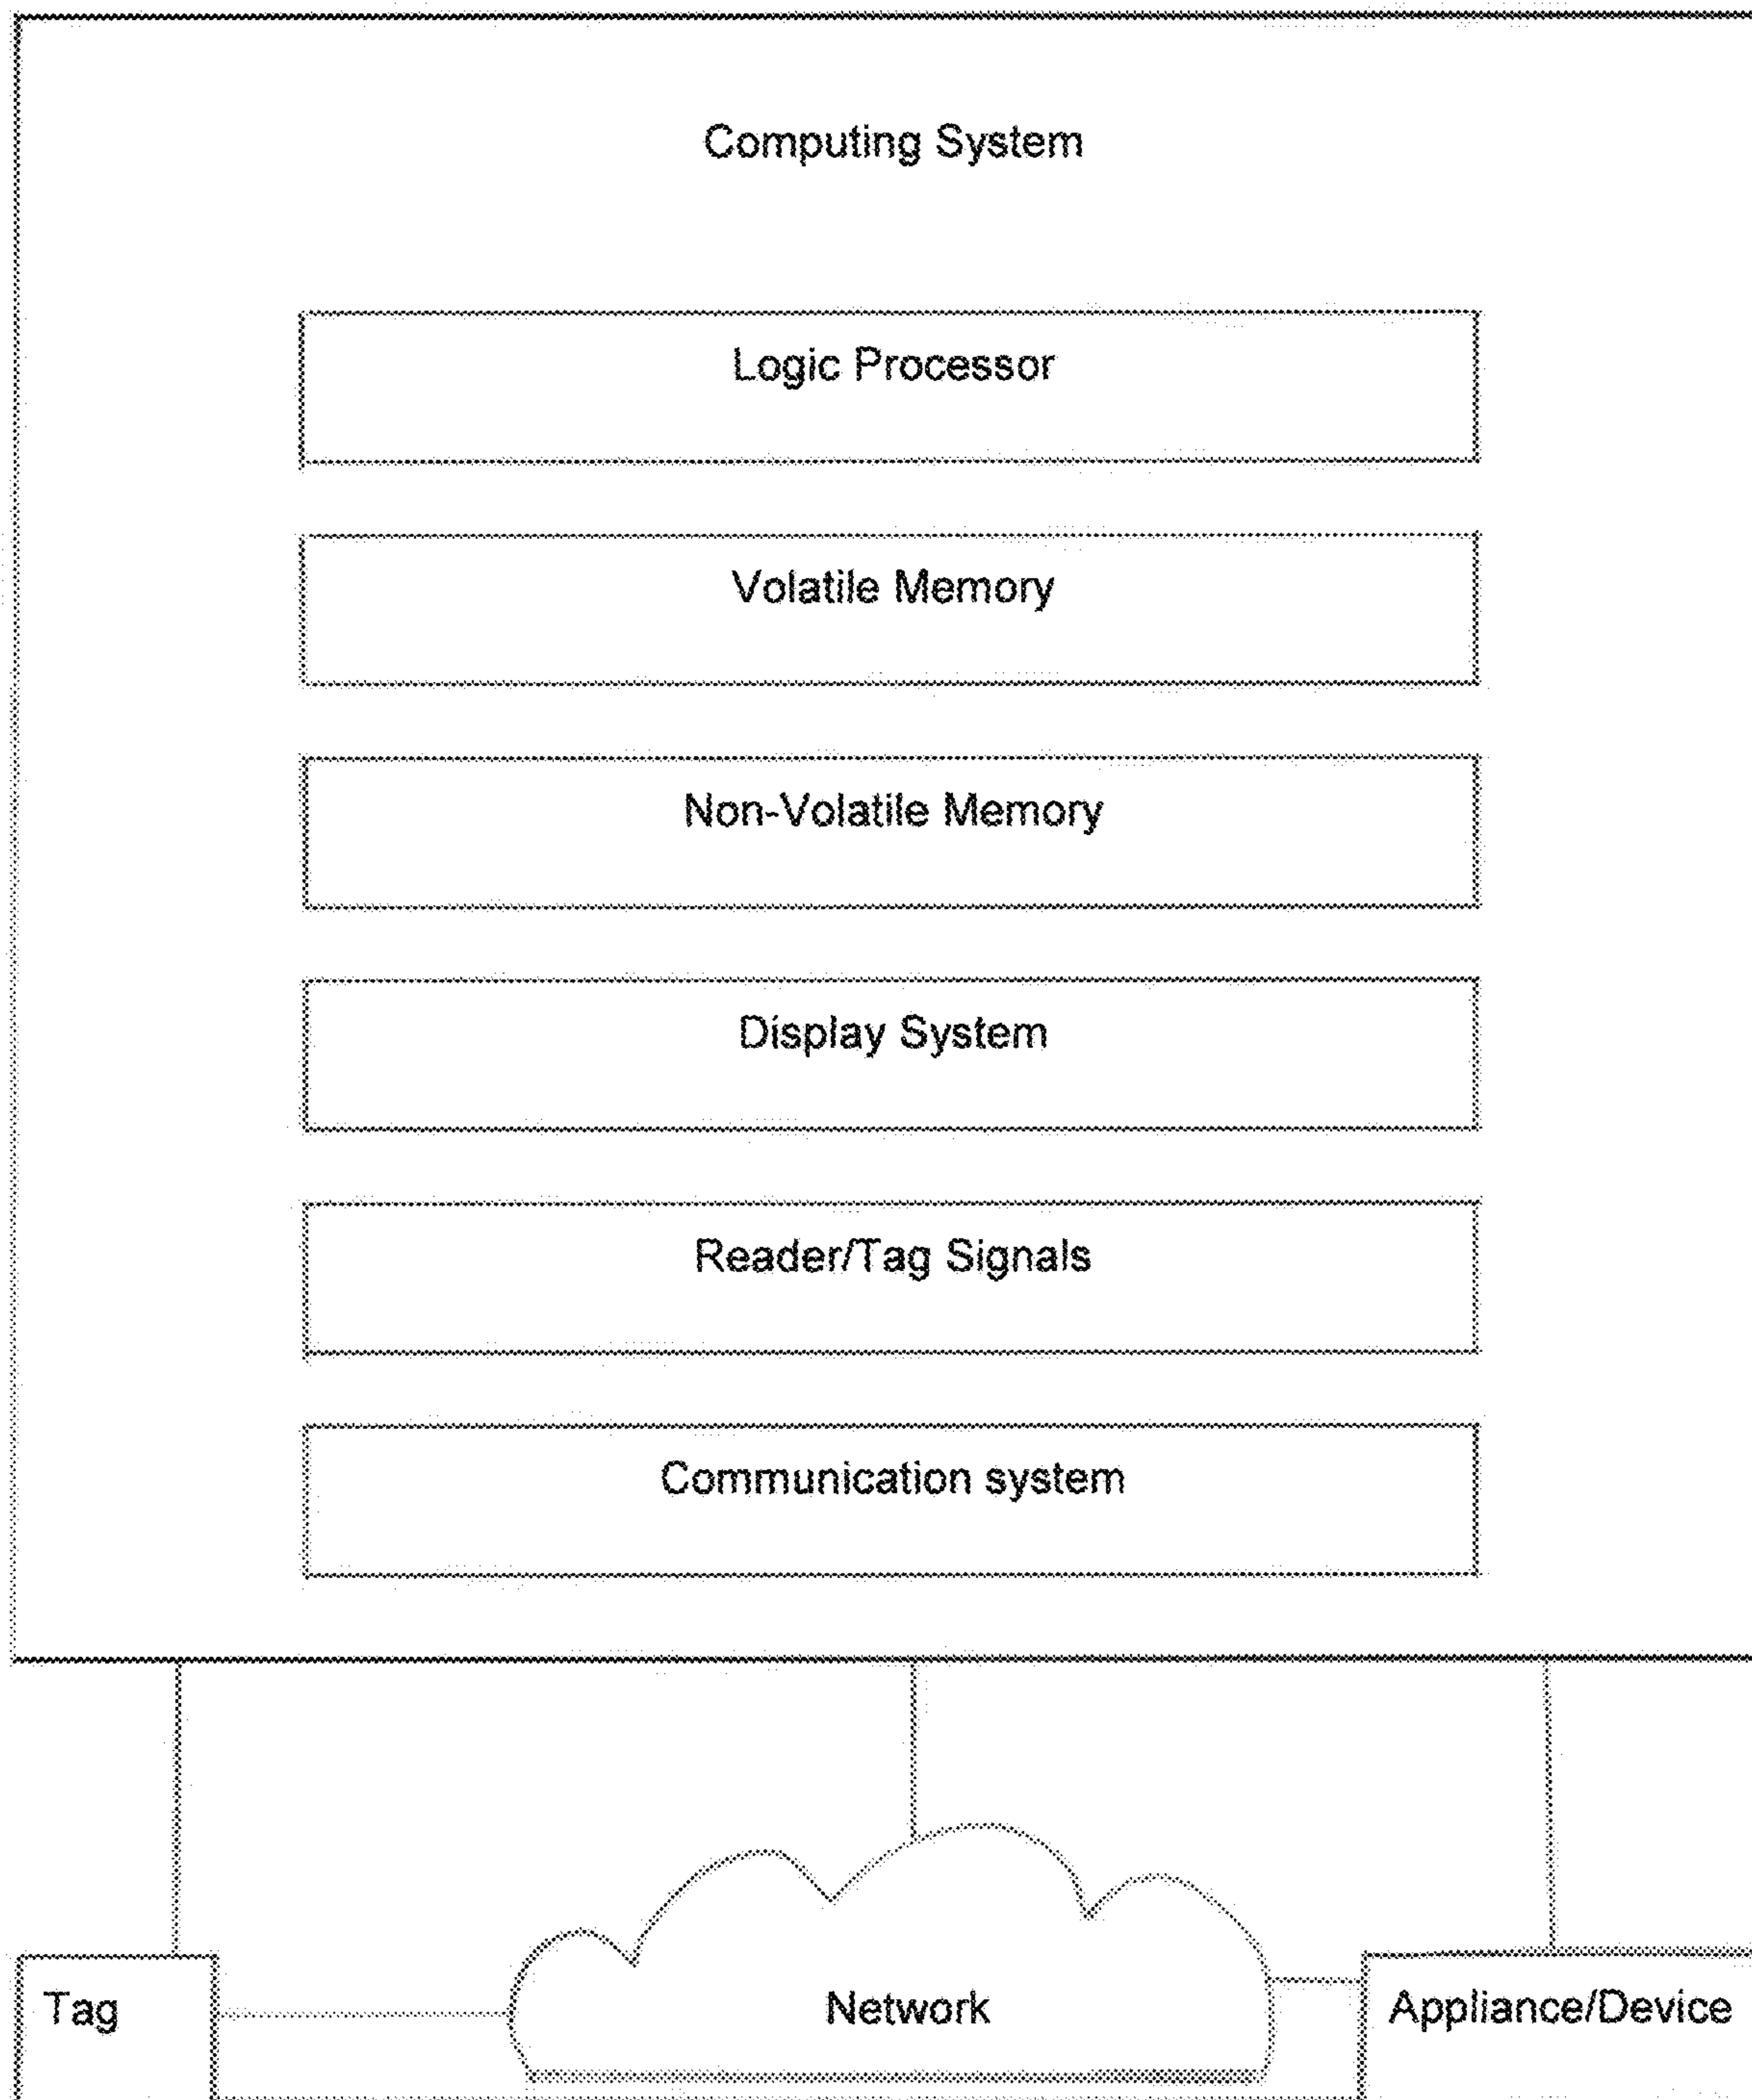 Computing System
Logic Processor
Volatile Memory
Non-Volatile Memory
Display System
Reader/Tag Signals
Communication system
Tag
Network
Appliance/Device